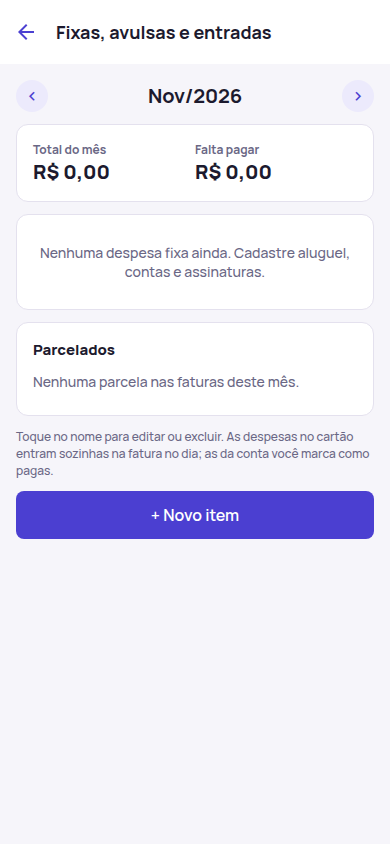 Fixas, avulsas e entradas
Nov/2026
Total do mês
Falta pagar
R$ 0,00
R$ 0,00
Nenhuma despesa fixa ainda. Cadastre aluguel,
contas e assinaturas.
Parcelados
Nenhuma parcela nas faturas deste mês.
Toque no nome para editar ou excluir. As despesas no cartão
entram sozinhas na fatura no dia; as da conta você marca como
pagas.
+ Novo item